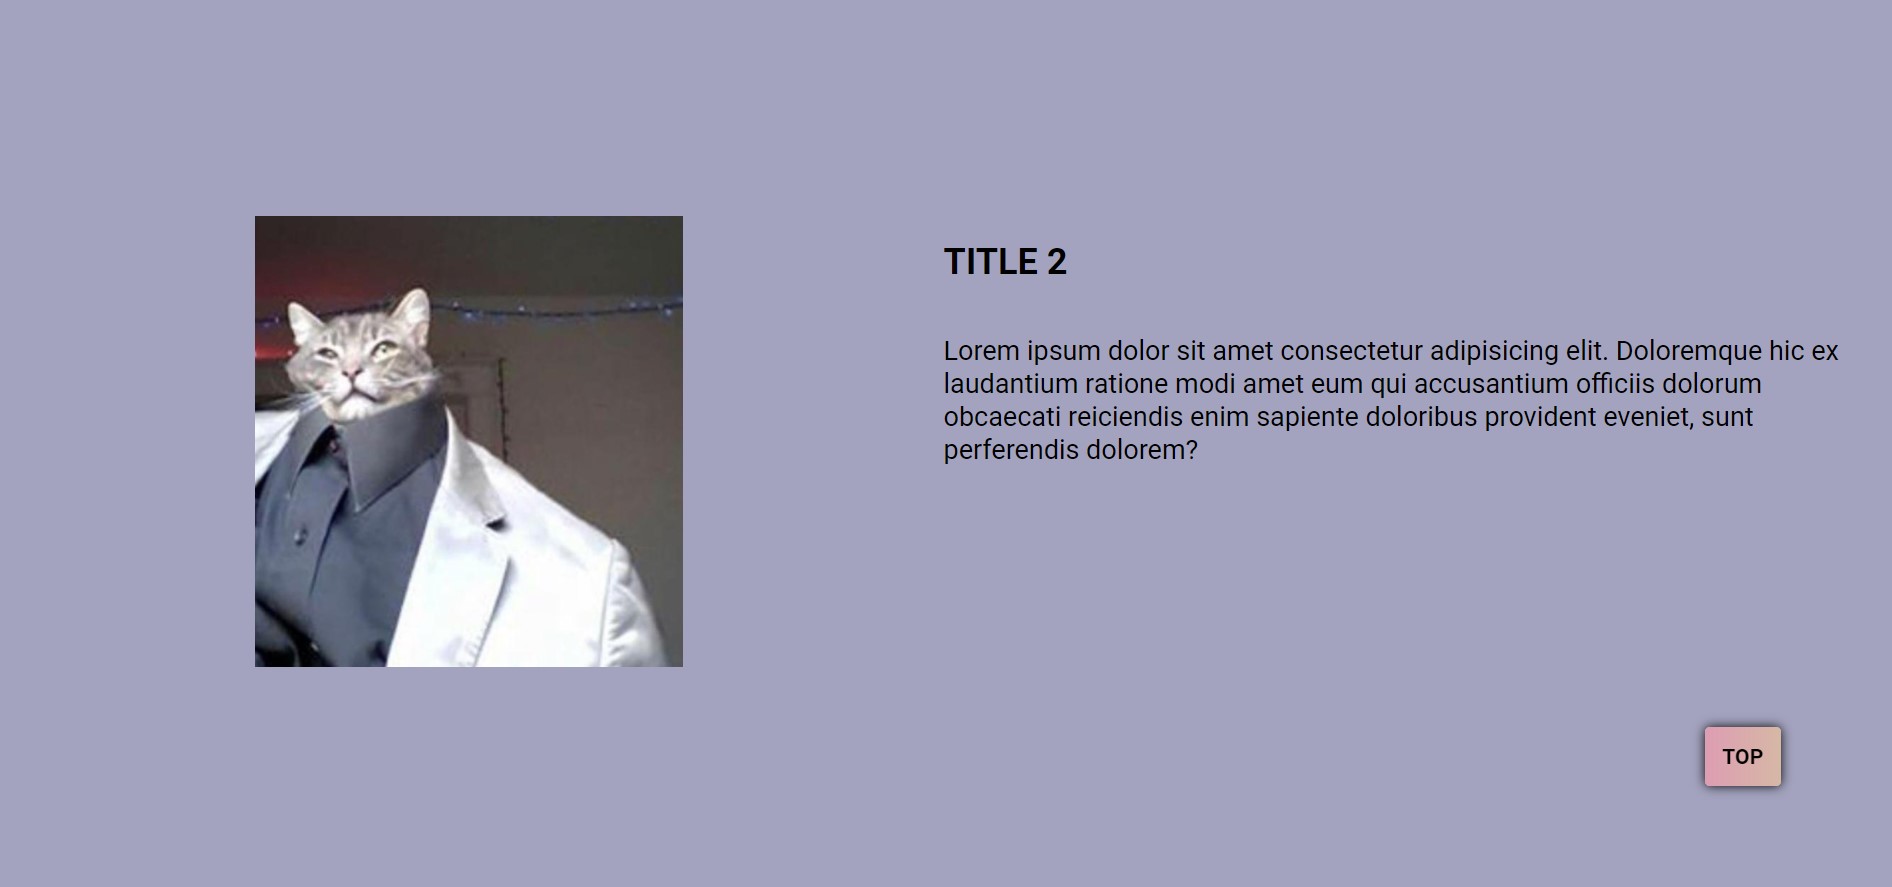 TITLE 2
Lorem ipsum dolor sit amet consectetur adipisicing elit. Doloremque hic ex
laudantium ratione modi amet eum qui accusantium officiis dolorum
obcaecati reiciendis enim sapiente doloribus provident eveniet, sunt
perferendis dolorem?
TOP